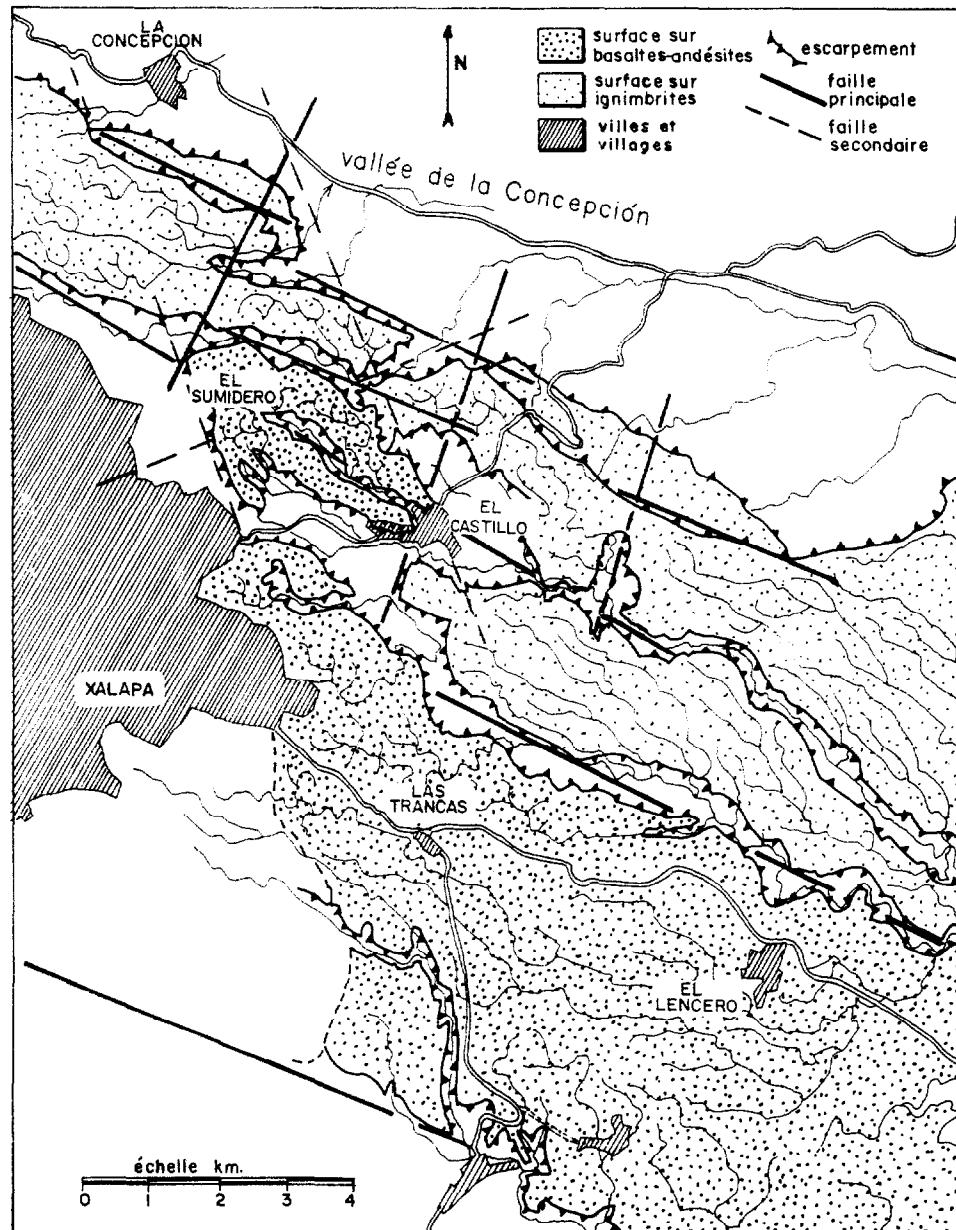 LA
CONCEPCION
N
surface sur
basaltes-andésites
surface sur
ignimbrites
villes et
villages
escarpement
faille
principale
faille
secondaire
vallée de la Concepción
EL
SUMIDERO
EL
CASTILLO
XALAPA
LAS
TRANCAS
EL
LENCERO
échelle km.
0 1 2 3 4